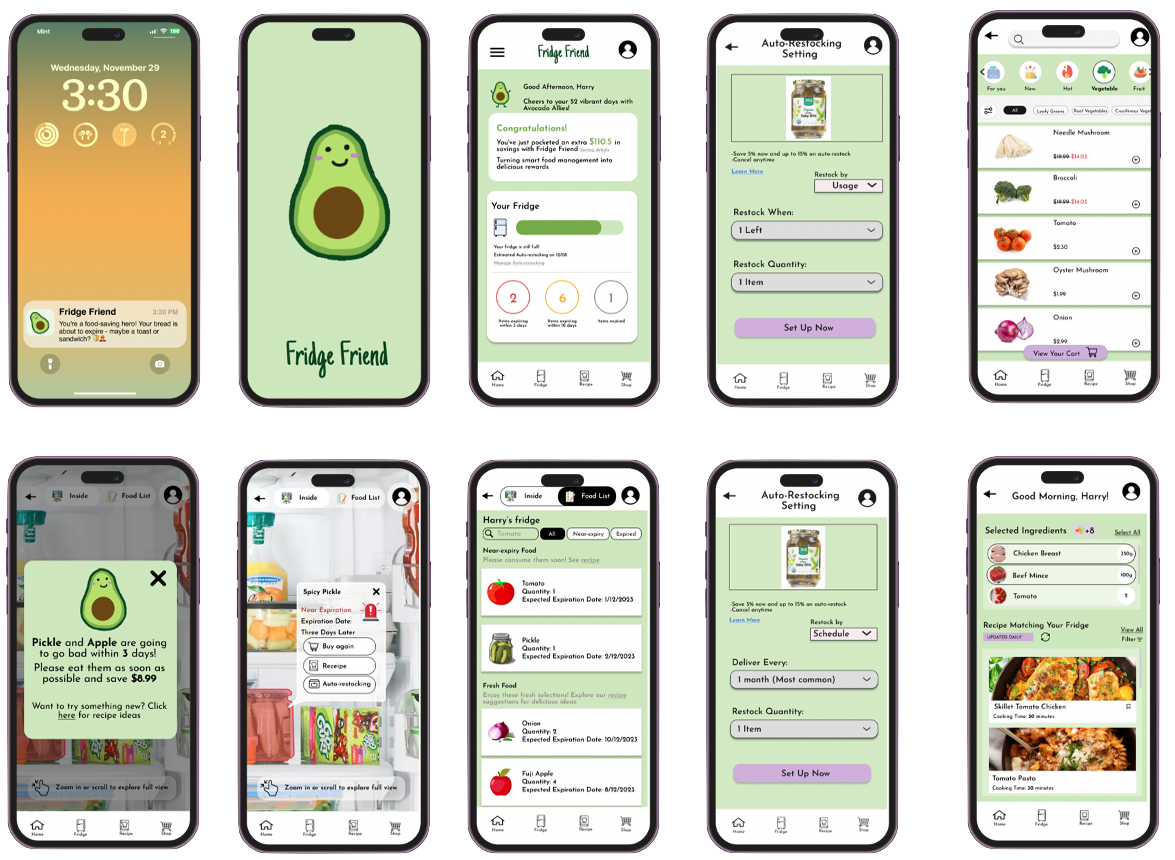 Mint
100
Wednesday, November 29
3:30
2
Fridge Friend
3:30 PM
You're a food-saving hero! Your bread is
about to expire - maybe a toast or
sandwich?
Fridge Friend
Fridge Friend
Good Afternoon, Harry
Cheers to your 52 vibrant days with
Avocado Allies!
Congratulations!
You've just pocketed an extra $110.5 in
savings with Fridge Friend Saving details
Turning smart food management into
delicious rewards
Your Fridge
Your fridge is still full!
Estimated Auto-restocking on 12/08
Manage Auto-restocking
2
6
1
Items expiring
within 3 days
Items expiring
within 10 days
Items expired
Home
Fridge
Recipe
Shop
Auto-Restocking
Setting
-Save 5% now and up to 15% on auto-restock
-Cancel anytime
Learn More
Restock by
Usage
Restock When:
1 Left
Restock Quantity:
1 Item
Set Up Now
Home
Fridge
Recipe
Shop
For you
New
Hot
Vegetable
Fruit
All
Leafy Greens
Root Vegetables
Cruciferous Veget
Needle Mushroom
$19.99-$14.05
Broccoli
$19.99-$14.05
Tomato
$2.30
Oyster Mushroom
$1.99
Onion
$2.99
View Your Cart
Home
Fridge
Recipe
Shop
Inside
Food List
Pickle and Apple are going
to go bad within 3 days!
Please eat them as soon as
possible and save $8.99
Want to try something new? Click
here for recipe ideas
Zoom in or scroll to explore full view
Home
Fridge
Recipe
Shop
Inside
Food List
Spicy Pickle
Near Expiration
Expiration Date:
Three Days Later
Buy again
Receipe
Auto-restocking
Zoom in or scroll to explore full view
Home
Fridge
Recipe
Shop
Inside
Food List
Harry's fridge
Tomato
All
Near-expiry
Expired
Near-expiry Food
Please consume them soon! See recipe
Tomato
Quantity: 1
Expected Expiration Date: 1/12/2023
Pickle
Quantity: 1
Expected Expiration Date: 2/12/2023
Fresh Food
Enjoy these fresh selections! Explore our recipe
suggestions for delicious ideas.
Onion
Quantity: 2
Expected Expiration Date: 10/12/2023
Fuji Apple
Quantity: 4
Expected Expiration Date: 8/12/2023
Home
Fridge
Recipe
Shop
Auto-Restocking
Setting
-Save 5% now and up to 15% on auto-restock
-Cancel anytime
Learn More
Restock by
Schedule
Deliver Every:
1 month (Most common)
Restock Quantity:
1 Item
Set Up Now
Home
Fridge
Recipe
Shop
Good Morning, Harry!
Selected Ingredients
+8
Select All
Chicken Breast
350g
Beef Mince
100g
Tomato
2
Recipe Matching Your Fridge
View All
UPDATED DAILY
Filter
Skillet Tomato Chicken
Cooking Time: 50 minutes
Tomato Pasta
Cooking Time: 30 minutes
Home
Fridge
Recipe
Shop